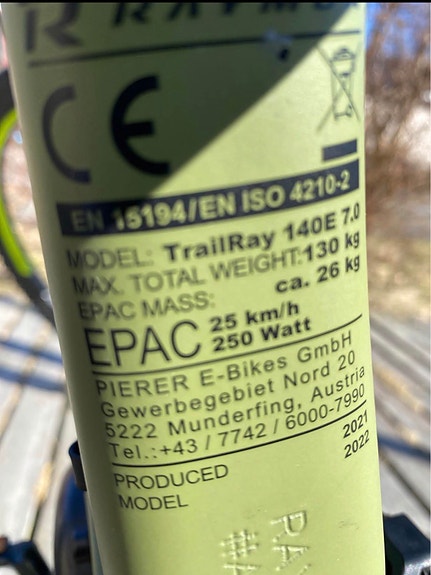 R RAYMO
CE
EN 15194/EN ISO 4210-2
MODEL: TrailRay 140E 7.0
MAX. TOTAL WEIGHT:130 kg
EPAC MASS: ca. 26 kg
EPAC 25 km/h
250 Watt
PIERER E-Bikes GmbH
Gewerbegebiet Nord 20
5222 Munderfing, Austria
Tel.:+43 / 7742 / 6000-7990
PRODUCED 2021
MODEL 2022
RA
#A